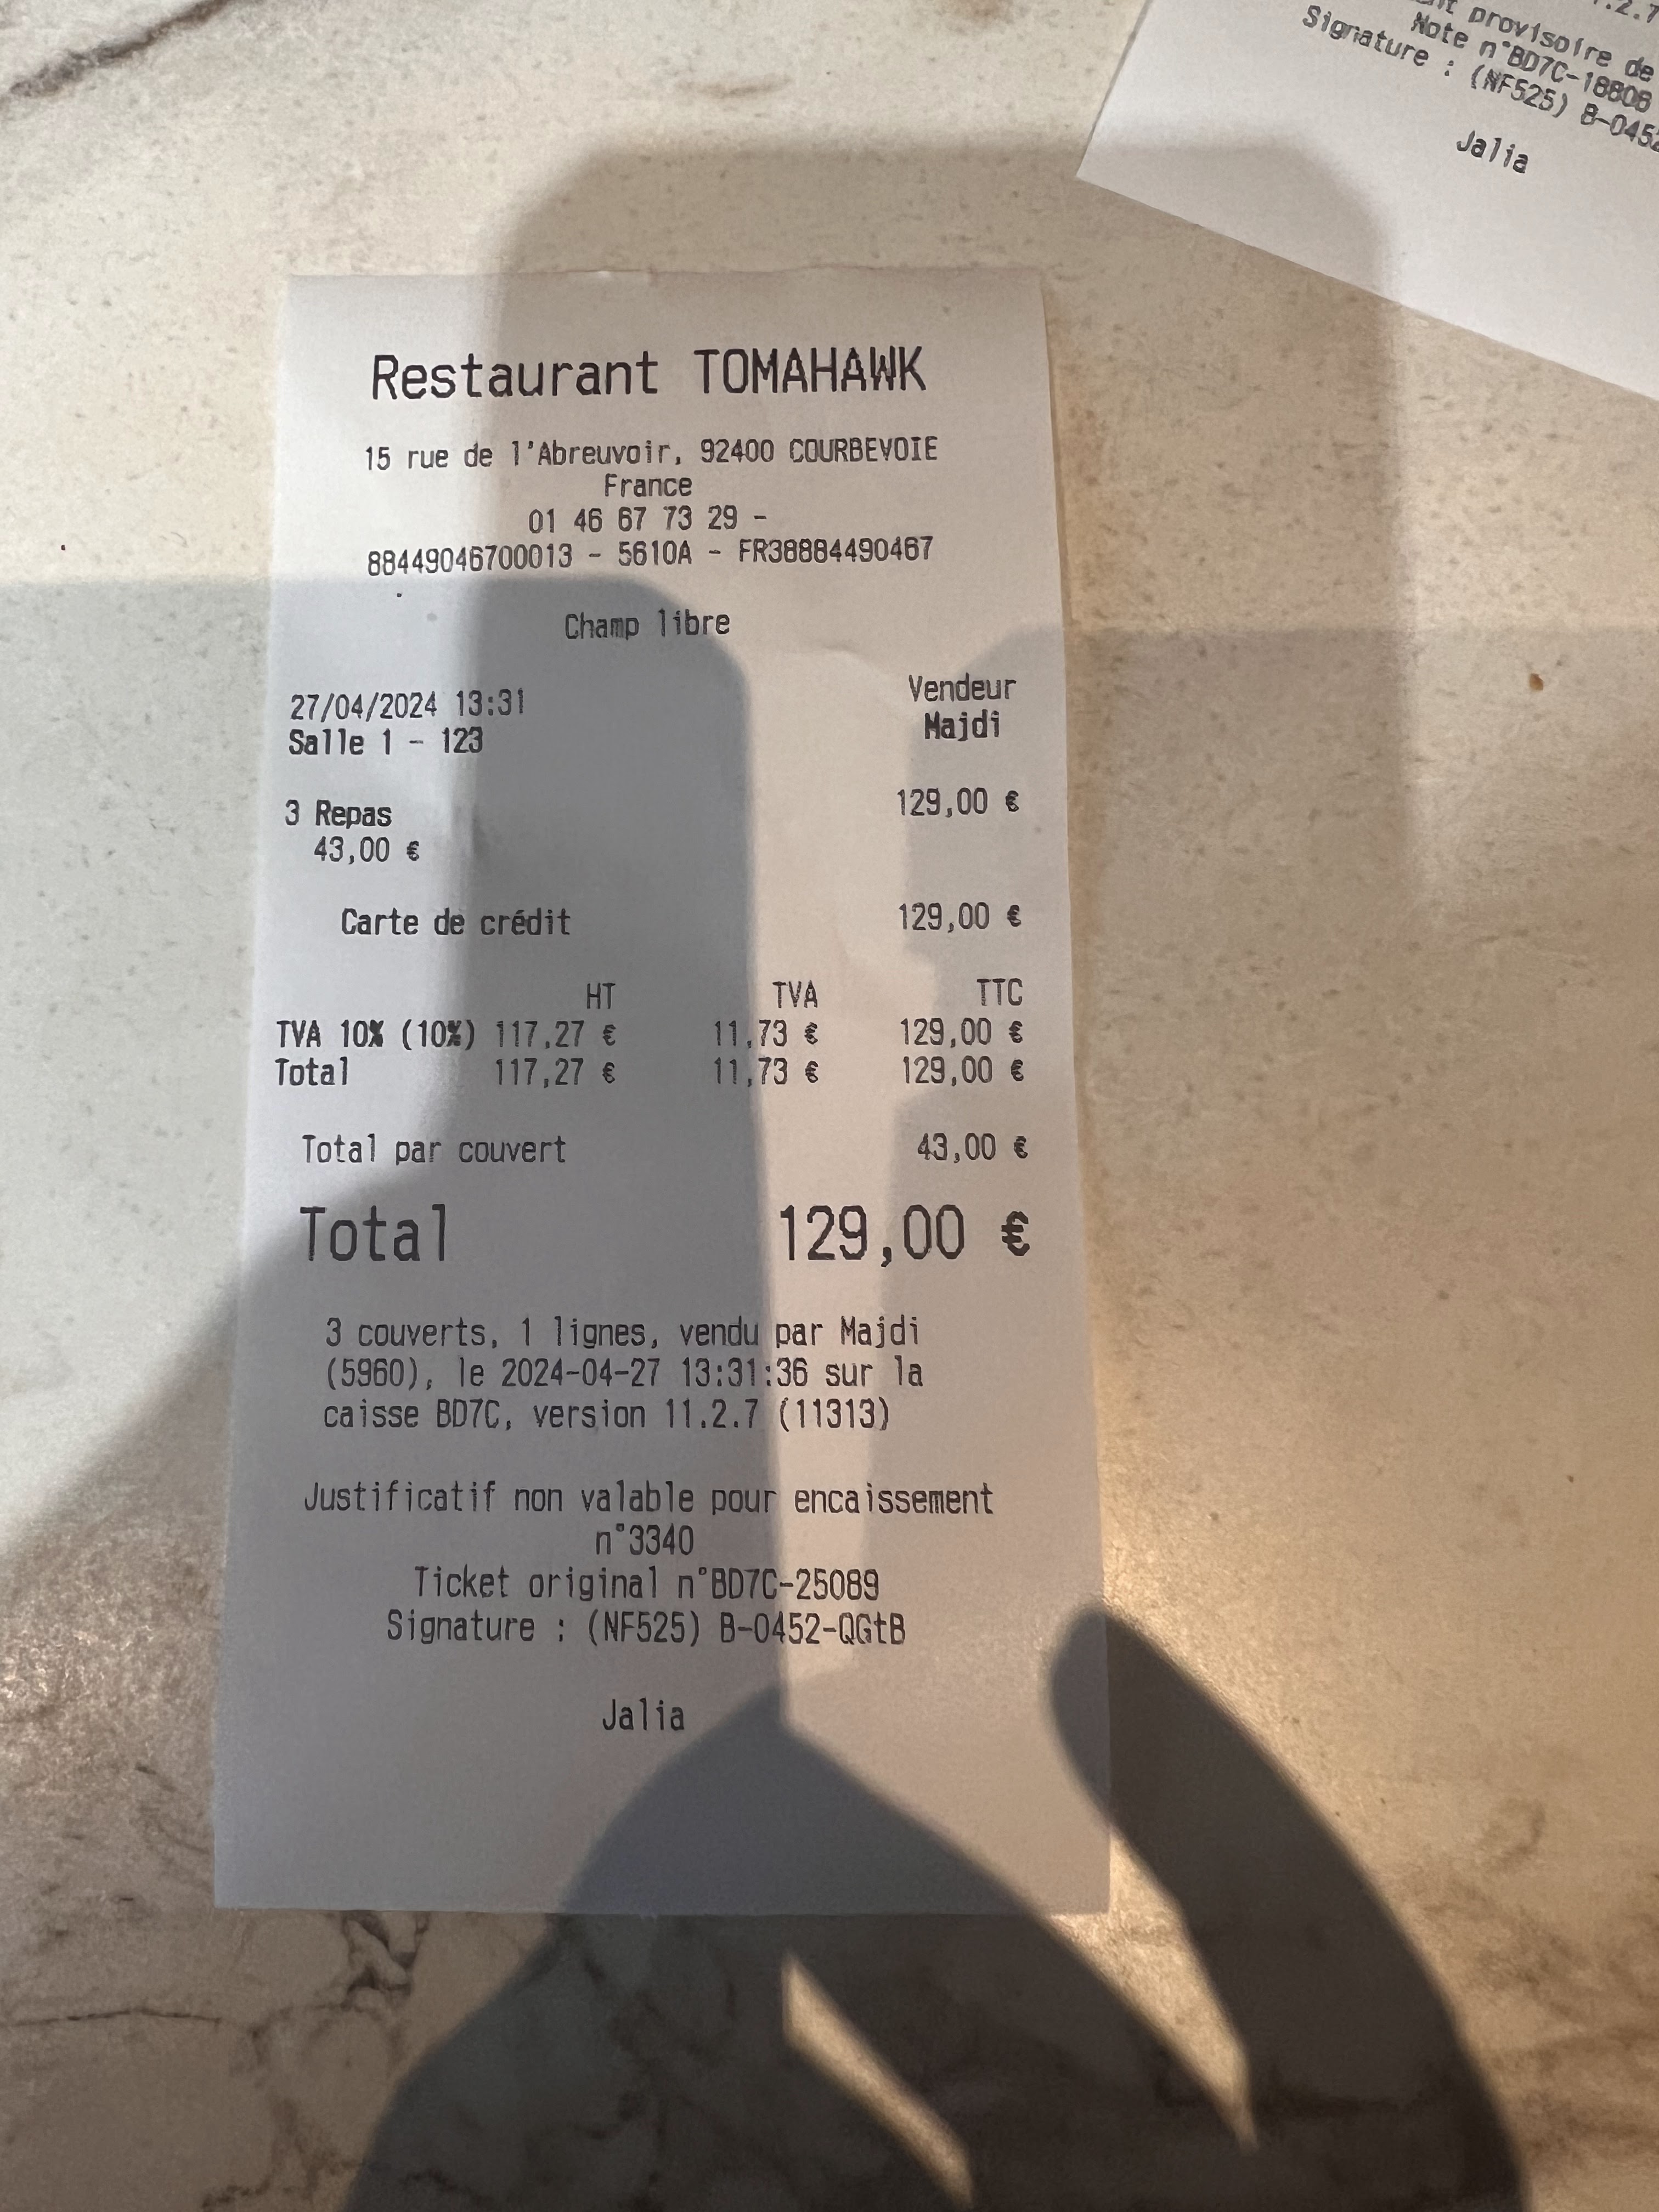 Restaurant TOMAHAWK
15 rue de l'Abreuvoir, 92400 COURBEVOIE
France
01 46 67 73 29 -
88449046700013 - 5610A - FR38884490467
Champ libre
27/04/2024 13:31 Vendeur
Salle 1 - 123 Majdi
3 Repas 129,00 €
43,00 €
Carte de crédit 129,00 €
HT TVA TTC
TVA 10% (10%) 117,27 € 11,73 € 129,00 €
Total 117,27 € 11,73 € 129,00 €
Total par couvert 43,00 €
Total 129,00 €
3 couverts, 1 lignes, vendu par Majdi
(5960), le 2024-04-27 13:31:36 sur la
caisse BD7C, version 11.2.7 (11313)
Justificatif non valable pour encaissement
n°3340
Ticket original n°BD7C-25089
Signature : (NF525) B-0452-QGtB
Jalia
provisoire de
Note n°BD7C-18808
Signature : (NF525) B-0452
Jalia